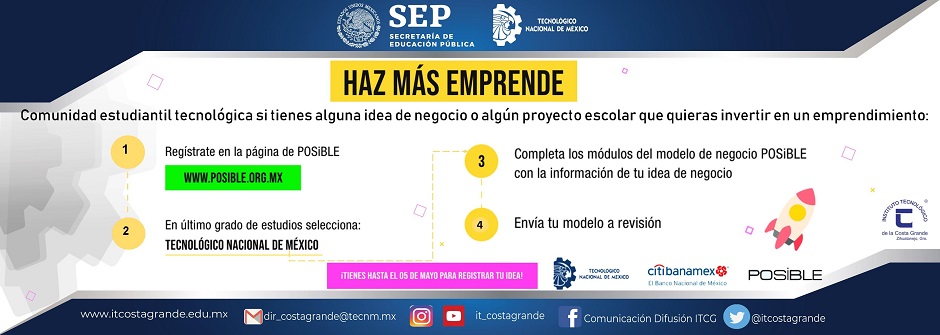 SEP
SECRETARÍA DE
EDUCACIÓN PÚBLICA
TECNOLÓGICO
NACIONAL DE MÉXICO
HAZ MÁS EMPRENDE
Comunidad estudiantil tecnológica si tienes alguna idea de negocio o algún proyecto escolar que quieras invertir en un emprendimiento:
1
Regístrate en la página de POSiBLE
WWW.POSIBLE.ORG.MX
2
En último grado de estudios selecciona:
TECNOLÓGICO NACIONAL DE MÉXICO
3
Completa los módulos del modelo de negocio POSiBLE
con la información de tu idea de negocio
4
Envía tu modelo a revisión
¡TIENES HASTA EL 05 DE MAYO PARA REGISTRAR TU IDEA!
TECNOLÓGICO
NACIONAL DE MÉXICO
citibanamex
El Banco Nacional de México
POSiBLE
INSTITUTO TECNOLÓGICO
de la Costa Grande
Zihuatanejo, Gro.
www.itcostagrande.edu.mx
dir_costagrande@tecnm.mx
it_costagrande
Comunicación Difusión ITCG
@itcostagrande